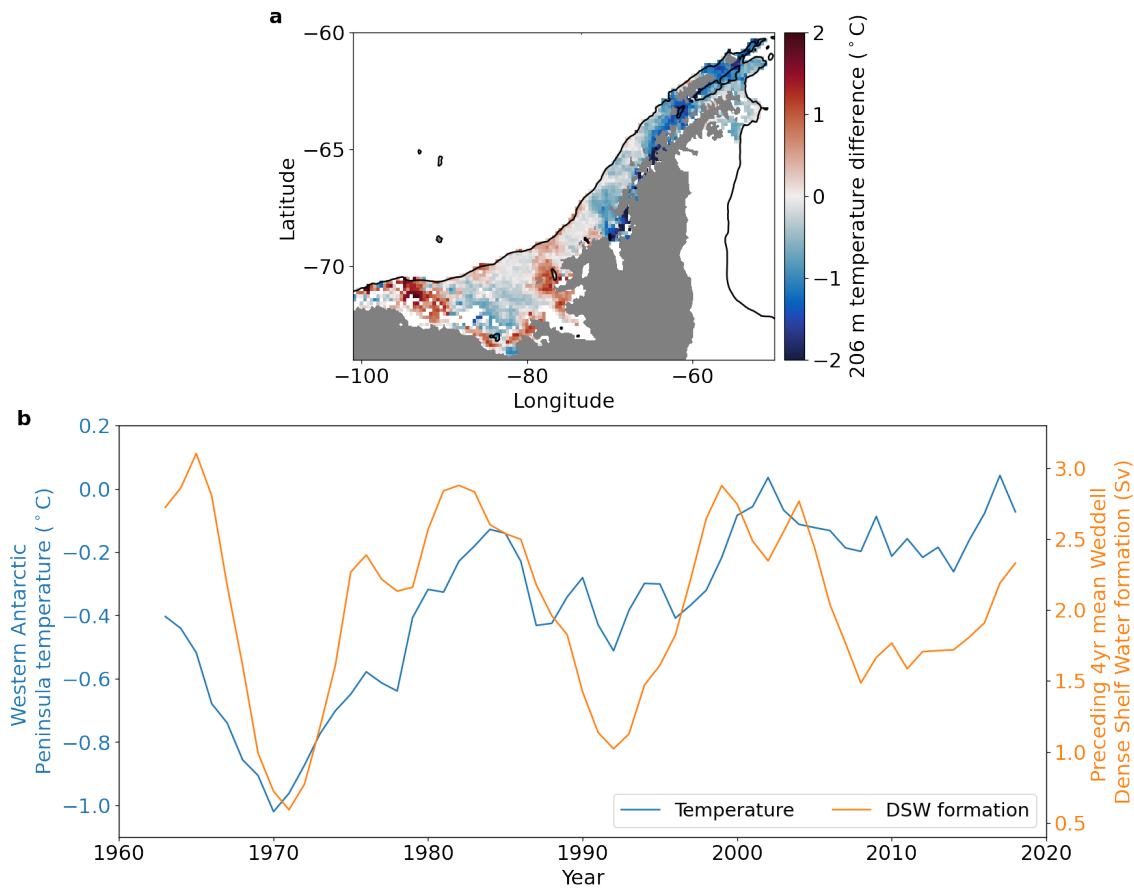 a
−60
−65
−70
Latitude
−100
−80
−60
Longitude
2
1
0
−1
−2
206 m temperature difference (°C)
b
0.2
0.0
−0.2
−0.4
−0.6
−0.8
−1.0
Western Antarctic
Peninsula temperature (°C)
3.0
2.5
2.0
1.5
1.0
0.5
Preceding 4yr mean Weddell
Dense Shelf Water formation (Sv)
Temperature
DSW formation
1960
1970
1980
1990
2000
2010
2020
Year